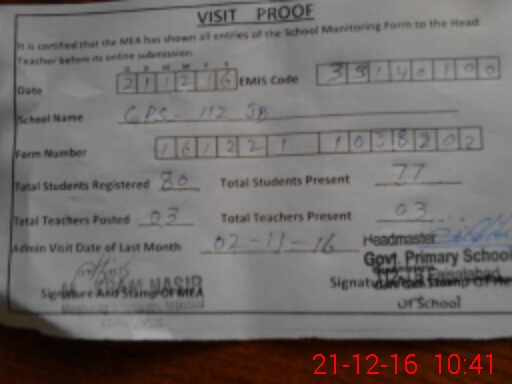 VISIT PROOF
It is certified that the MEA has shown all entries of the School Monitoring Form to the Head
Teacher before its online submission.
D D M M Y Y
Date 2 1 1 2 1 6 EMIS Code 3 3 1 4 0 1 0 0
School Name GPS - 112 JB
Form Number 1 6 1 2 2 1 1 0 3 8 2 0 2
Total Students Registered 80 Total Students Present 77
Total Teachers Posted 03 Total Teachers Present 03
Admin Visit Date of Last Month 02-11-16 Headmaster
Govt. Primary School
Faisalabad
NASIR
Signature And Stamp Of MEA Signature Stamp Of
Of School
21-12-16 10:41